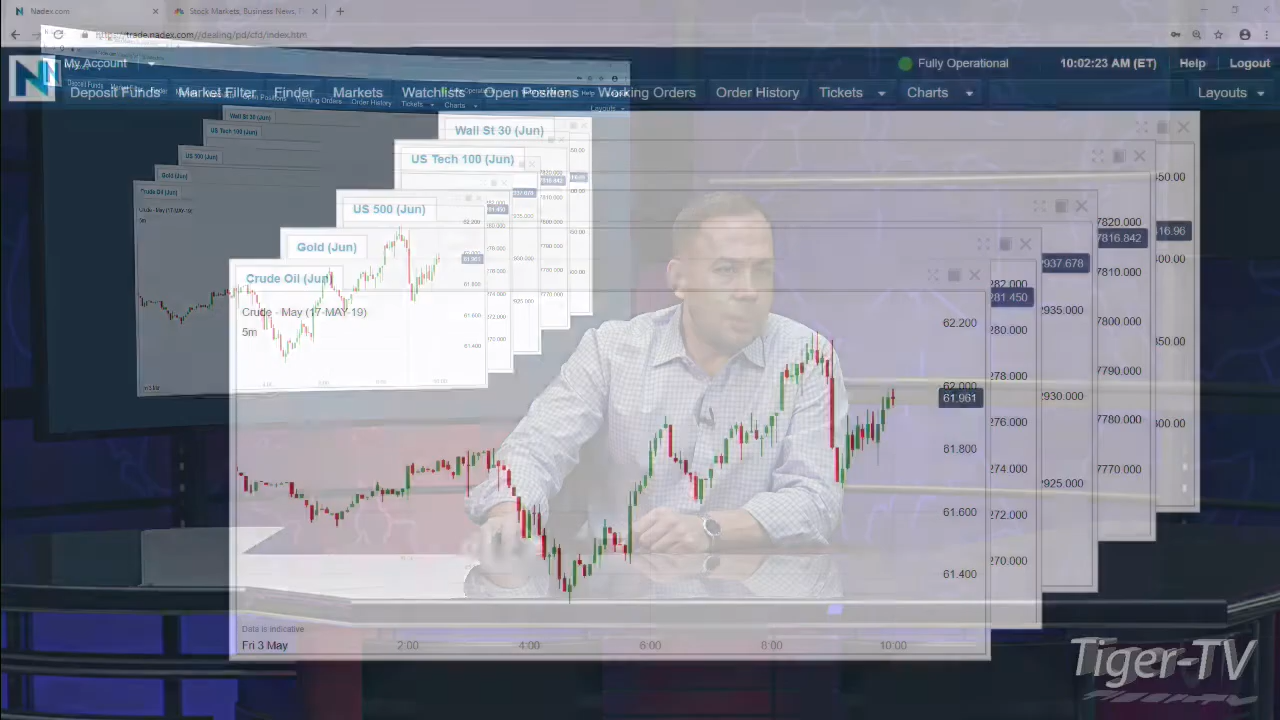 Nadex.com
Stock Markets, Business News, F
https://trade.nadex.com//dealing/pd/cfd/index.htm
My Account
Fully Operational
10:02:23 AM (ET)
Help
Logout
Deposit Funds
Market Filter
Finder
Markets
Watchlists
Open Positions
Working Orders
Order History
Tickets
Charts
Layouts
Wall St 30 (Jun)
US Tech 100 (Jun)
US 500 (Jun)
Gold (Jun)
Crude Oil (Jun
Crude - May (17-MAY-19)
5m
62.200
62.000
61.961
61.800
61.600
61.400
282.000
281 450
280.000
278.000
276.000
274.000
272.000
270.000
2937 678
2935.000
2930.000
2925.000
7820.000
7816.842
7810.000
7800.000
7790.000
7780.000
7770.000
Data is indicative
Fri 3 May
2:00
4:00
6:00
8:00
10:00
Tiger-TV